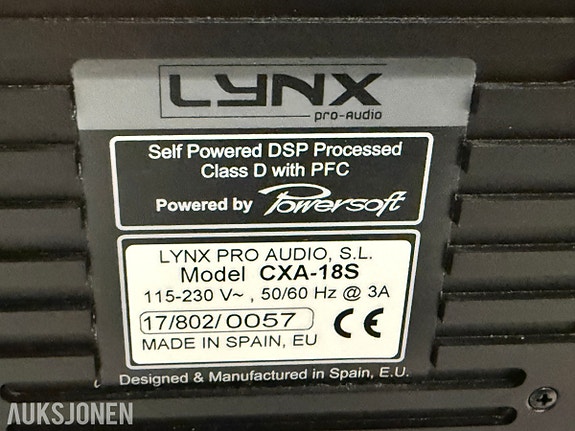 LYNX
pro-audio
Self Powered DSP Processed
Class D with PFC
Powered by Powersoft
LYNX PRO AUDIO, S.L.
Model CXA-18S
115-230 V~ , 50/60 Hz @ 3A
17/802/0057 CE
MADE IN SPAIN, EU
Designed & Manufactured in Spain, E.U.
AUKSJONEN